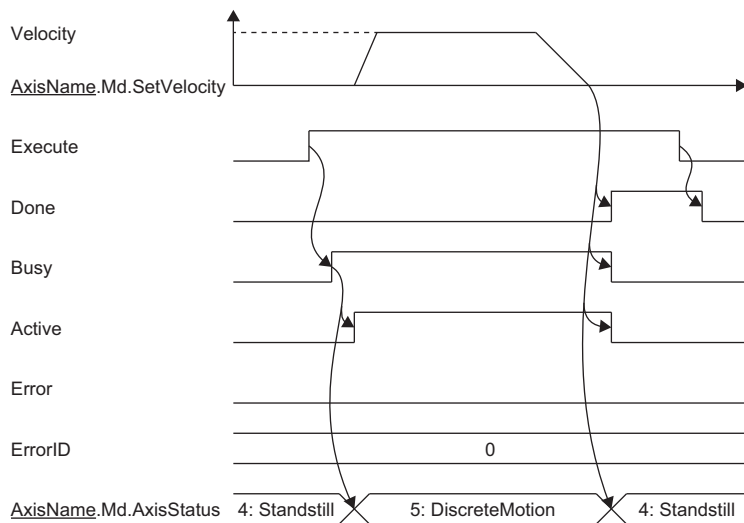 Velocity
AxisName.Md.SetVelocity
Execute
Done
Busy
Active
Error
ErrorID 0
AxisName.Md.AxisStatus 4: Standstill 5: DiscreteMotion 4: Standstill